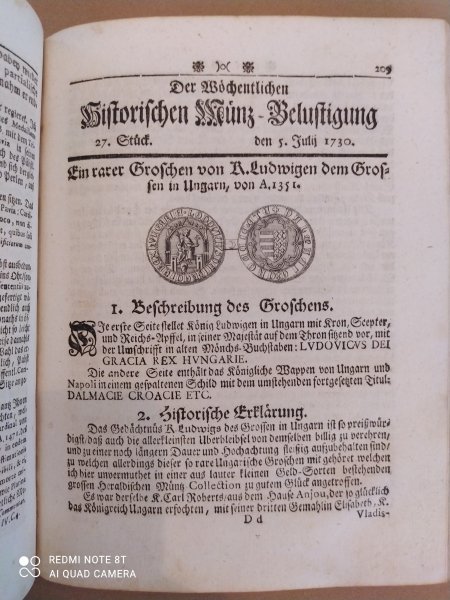 209
Der Wöchentlichen
Historischen Münz-Belustigung
27. Stück. den 5. Julij 1730.
Ein rarer Groschen von K. Ludwigen dem Gros-
sen in Ungarn, von A. 1351.
1. Beschreibung des Groschens.
Die erste Seite stellet König Ludwigen in Ungarn mit Kron, Scepter,
und Reichs-Apffel, in seiner Majestät auf dem Thron sitzend vor, mit
der Umschrifft in alten Mönchs-Buchstaben: LVDOVICVS DEI
GRACIA REX HVNGARIE.
Die andere Seite enthält das Königliche Wappen von Ungarn und
Napoli in einem gespaltenen Schild mit dem umstehenden fortgesetzten Titul:
DALMACIE CROACIE ETC.
2. Historische Erklärung.
Das Gedächtnüs K. Ludwigs des Grossen in Ungarn ist so preißwür-
digst, daß auch die allerkleinsten Überbleibsel von demselben billig zu verehren,
und zu einer noch längern Dauer und Hochachtung fleissig aufzubehalten sind,
zu welchen allerdings dieser so rare Ungarische Groschen mit gehöret, welchen
ich hier unvermuthet in einer aus lauter kleinen Geld-Sorten bestehenden
grossen Heraldischen Müntz-Collection zu gutem Glück angetroffen.
Es war derselbe K. Carl Roberts, aus dem Hause Anjou, der so glücklich
das Königreich Ungarn erfochten, mit seiner dritten Gemahlin Elisabeth, K.
D d Vladis-
REDMI NOTE 8T
AI QUAD CAMERA